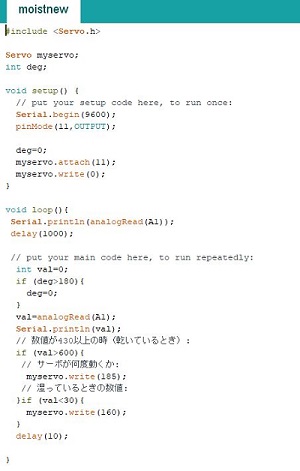 moistnew
#include <Servo.h>
Servo myservo;
int deg;
void setup() {
// put your setup code here, to run once:
Serial.begin(9600);
pinMode(11,OUTPUT);
deg=0;
myservo.attach(11);
myservo.write(0);
}
void loop(){
Serial.println(analogRead(A1));
delay(1000);
// put your main code here, to run repeatedly:
int val=0;
if (deg>180){
deg=0;
}
val=analogRead(A1);
Serial.println(val);
// 数値が430以上の時（乾いているとき）:
if (val>600){
// サーボが何度動くか:
myservo.write(185);
// 湿っているときの数値:
}if (val<30){
myservo.write(160);
}
delay(10);
}